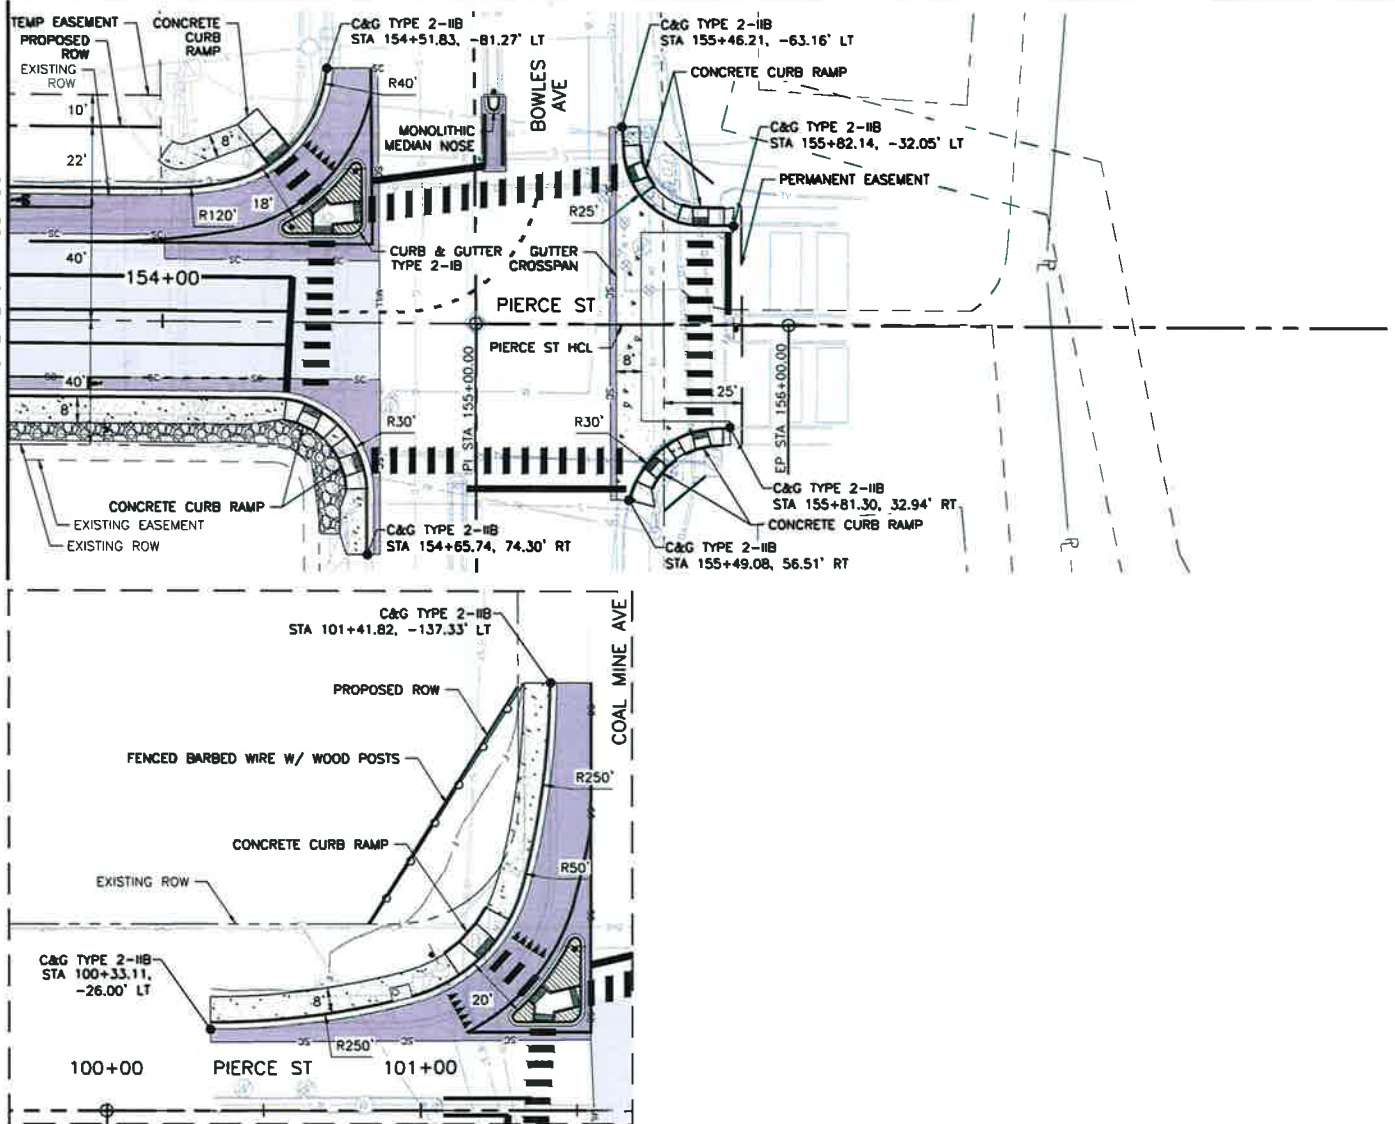 TEMP EASEMENT
PROPOSED
ROW
EXISTING
ROW
CONCRETE
CURB
RAMP
C&G TYPE 2-IIB
STA 154+51.83, -81.27' LT
BOWLES
AVE
C&G TYPE 2-IIB
STA 155+46.21, -63.16' LT
CONCRETE CURB RAMP
R40'
10'
8'
MONOLITHIC
MEDIAN NOSE
C&G TYPE 2-IIB
STA 155+82.14, -32.05' LT
22'
PERMANENT EASEMENT
R120'
18'
R25'
SC
40'
CURB & GUTTER
TYPE 2-IB
GUTTER
CROSSPAN
154+00
PIERCE ST
PIERCE ST HCL
8'
PI STA 155+00.00
EP STA 156+00.00
25'
40'
8'
R30'
R30'
CONCRETE CURB RAMP
EXISTING EASEMENT
EXISTING ROW
C&G TYPE 2-IIB
STA 154+65.74, 74.30' RT
C&G TYPE 2-IIB
STA 155+81.30, 32.94' RT
CONCRETE CURB RAMP
C&G TYPE 2-IIB
STA 155+49.08, 56.51' RT
PL
PL
C&G TYPE 2-IIB
STA 101+41.82, -137.33' LT
COAL MINE AVE
PROPOSED ROW
FENCED BARBED WIRE W/ WOOD POSTS
R250'
CONCRETE CURB RAMP
R50'
EXISTING ROW
C&G TYPE 2-IIB
STA 100+33.11,
-26.00' LT
8'
20'
R250'
SC
100+00
PIERCE ST
101+00